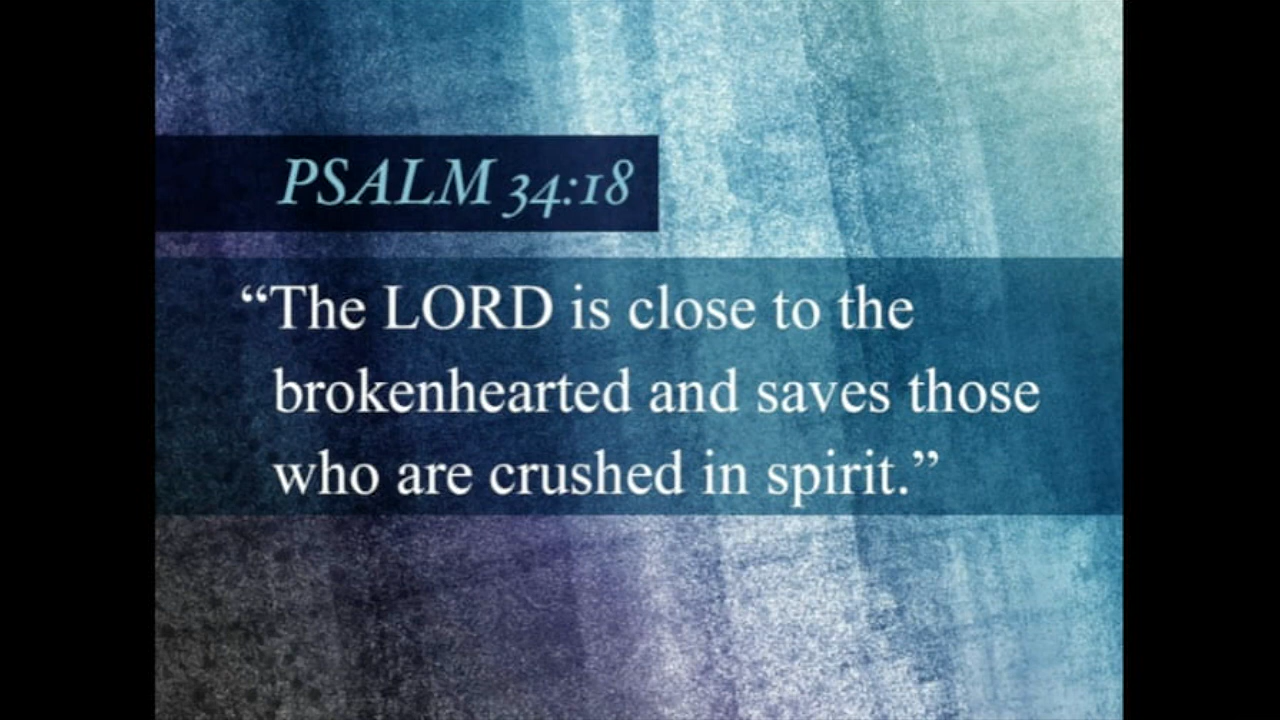 PSALM 34:18
“The LORD is close to the
brokenhearted and saves those
who are crushed in spirit.”